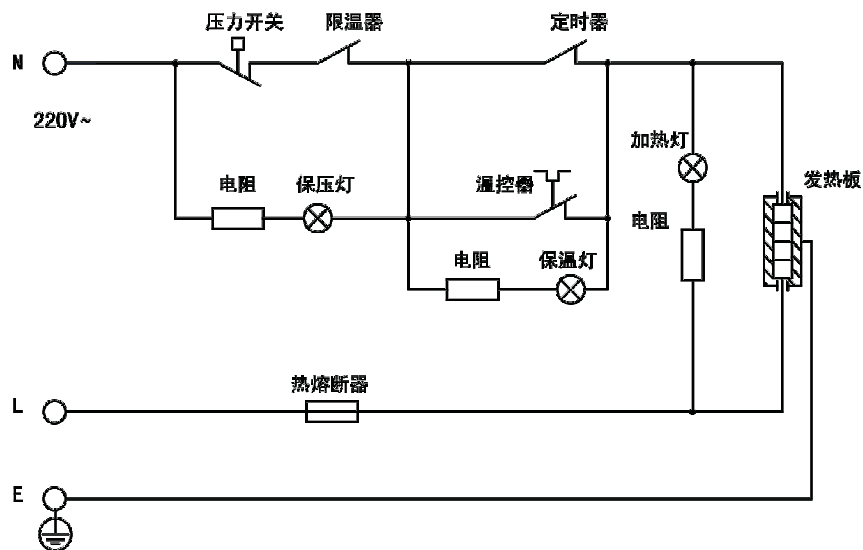 压力开关 限温器 定时器
N
220V~
加热灯
电阻 保压灯 温控器 发热板
电阻
电阻 保温灯
热熔断器
L
E